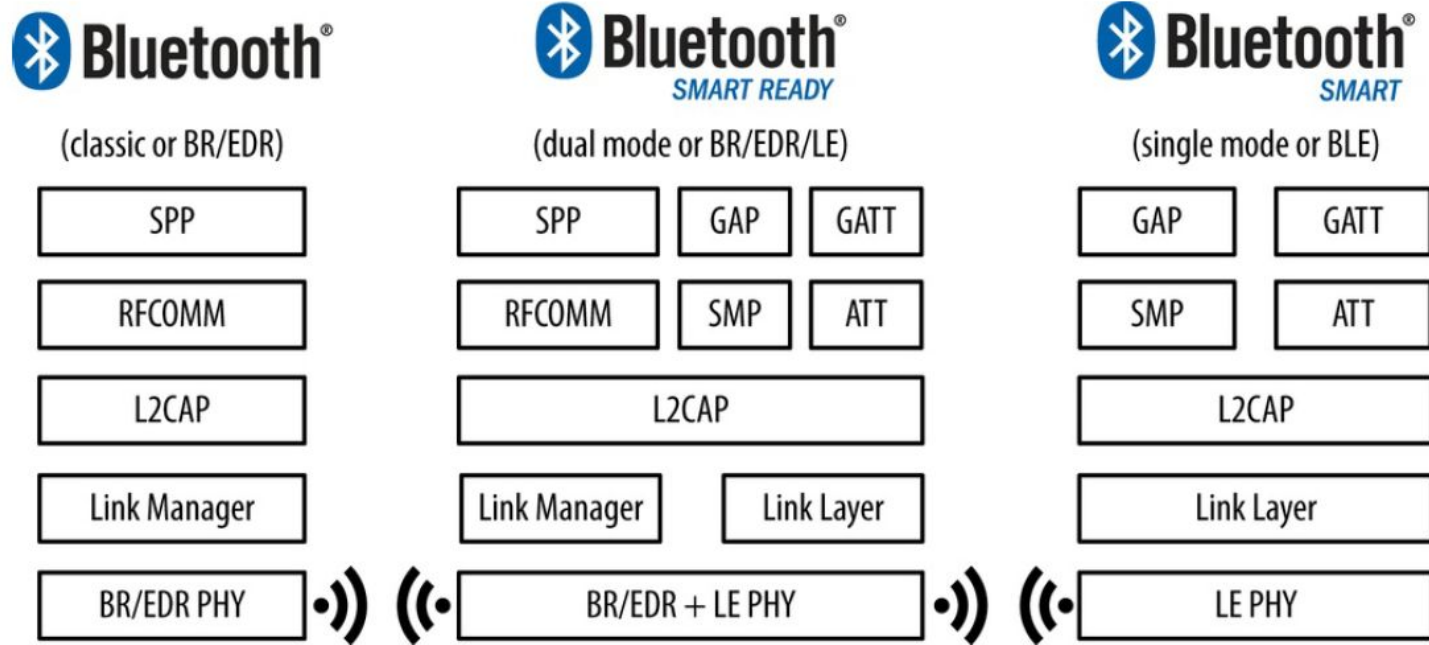 Bluetooth® Bluetooth® Bluetooth®
SMART READY SMART
(classic or BR/EDR) (dual mode or BR/EDR/LE) (single mode or BLE)
SPP SPP GAP GATT GAP GATT
RFCOMM RFCOMM SMP ATT SMP ATT
L2CAP L2CAP L2CAP
Link Manager Link Manager Link Layer Link Layer
BR/EDR PHY BR/EDR + LE PHY LE PHY